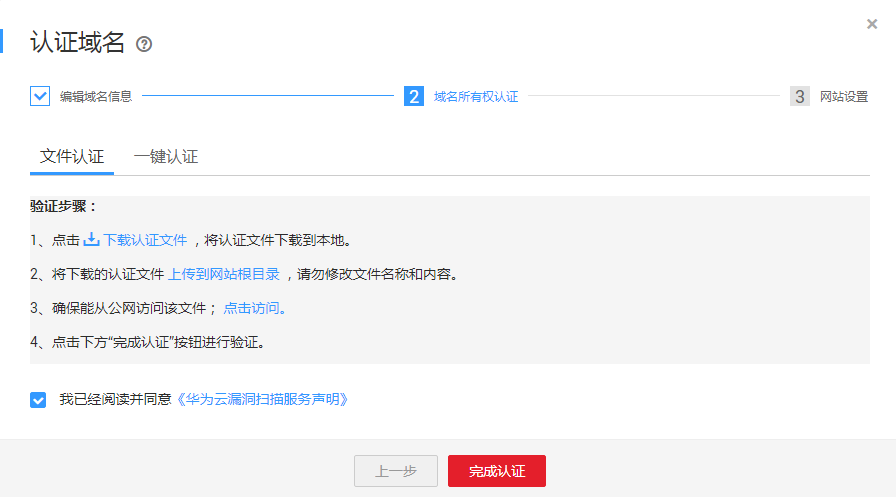 认证域名
编辑域名信息 2 域名所有权认证 3 网站设置
文件认证 一键认证
验证步骤：
1、点击 下载认证文件 ，将认证文件下载到本地。
2、将下载的认证文件 上传到网站根目录 ，请勿修改文件名称和内容。
3、确保能从公网访问该文件； 点击访问。
4、点击下方“完成认证”按钮进行验证。
我已经阅读并同意《华为云漏洞扫描服务声明》
上一步 完成认证